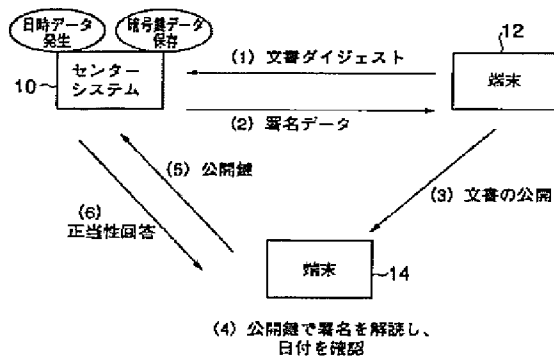 日時データ
発生
暗号鍵データ
保存
センター
システム
10
(1) 文書ダイジェスト
(2) 署名データ
12
端末
(3) 文書の公開
(5) 公開鍵
(6)
正当性回答
端末
14
(4) 公開鍵で署名を解読し、
日付を確認